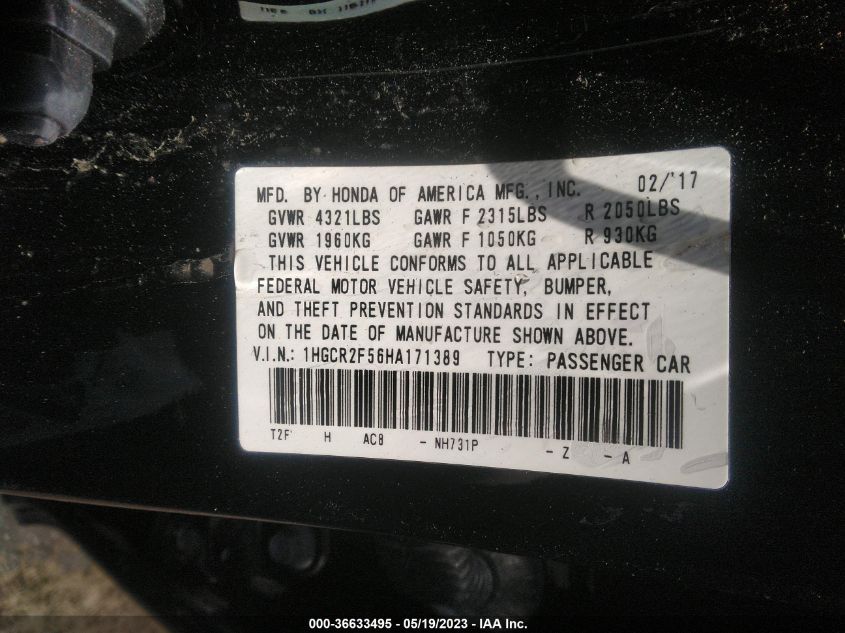 MFD. BY HONDA OF AMERICA MFG., INC. 02/'17
GVWR 4321LBS GAWR F 2315LBS R 2050LBS
GVWR 1960KG GAWR F 1050KG R 930KG
THIS VEHICLE CONFORMS TO ALL APPLICABLE
FEDERAL MOTOR VEHICLE SAFETY, BUMPER,
AND THEFT PREVENTION STANDARDS IN EFFECT
ON THE DATE OF MANUFACTURE SHOWN ABOVE.
V.I.N.: 1HGCR2F56HA171389 TYPE: PASSENGER CAR
T2F H AC8 - NH731P - Z - A
000-36633495 - 05/19/2023 - IAA Inc.